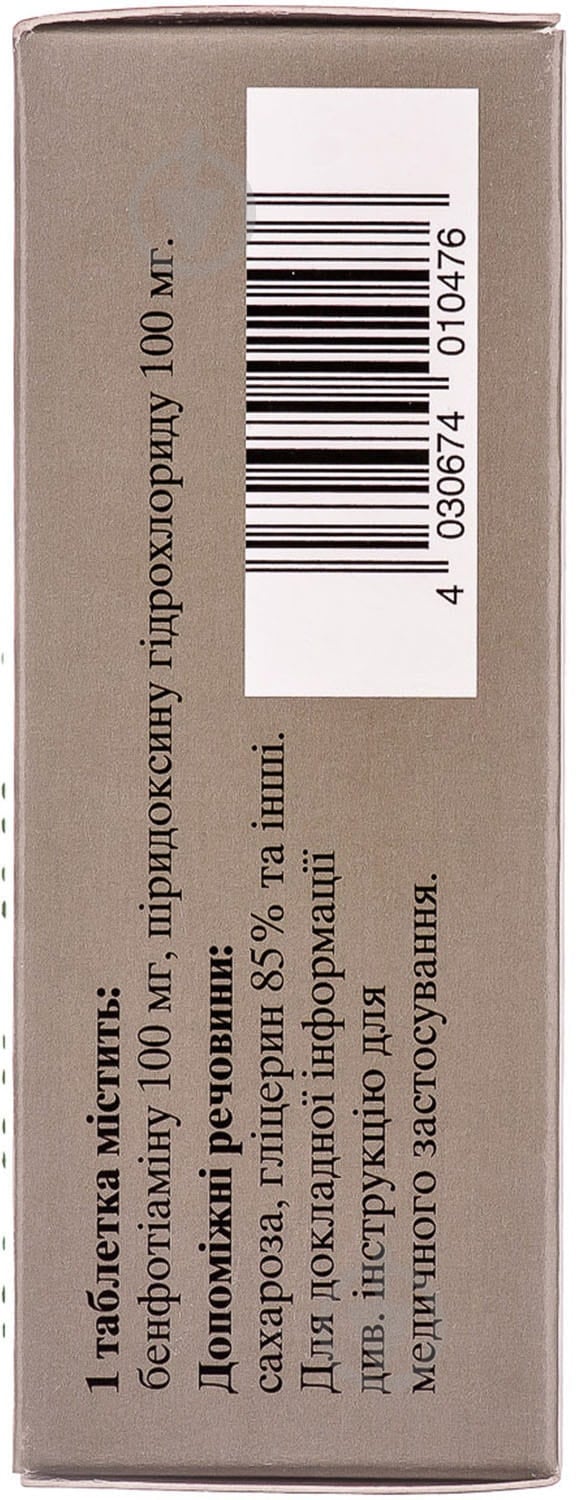 1 таблетка містить:
бенфотіаміну 100 мг, піридоксину гідрохлориду 100 мг.
Допоміжні речовини:
сахароза, гліцерин 85% та інші.
Для докладної інформації
див. інструкцію для
медичного застосування.
4 030674 010476